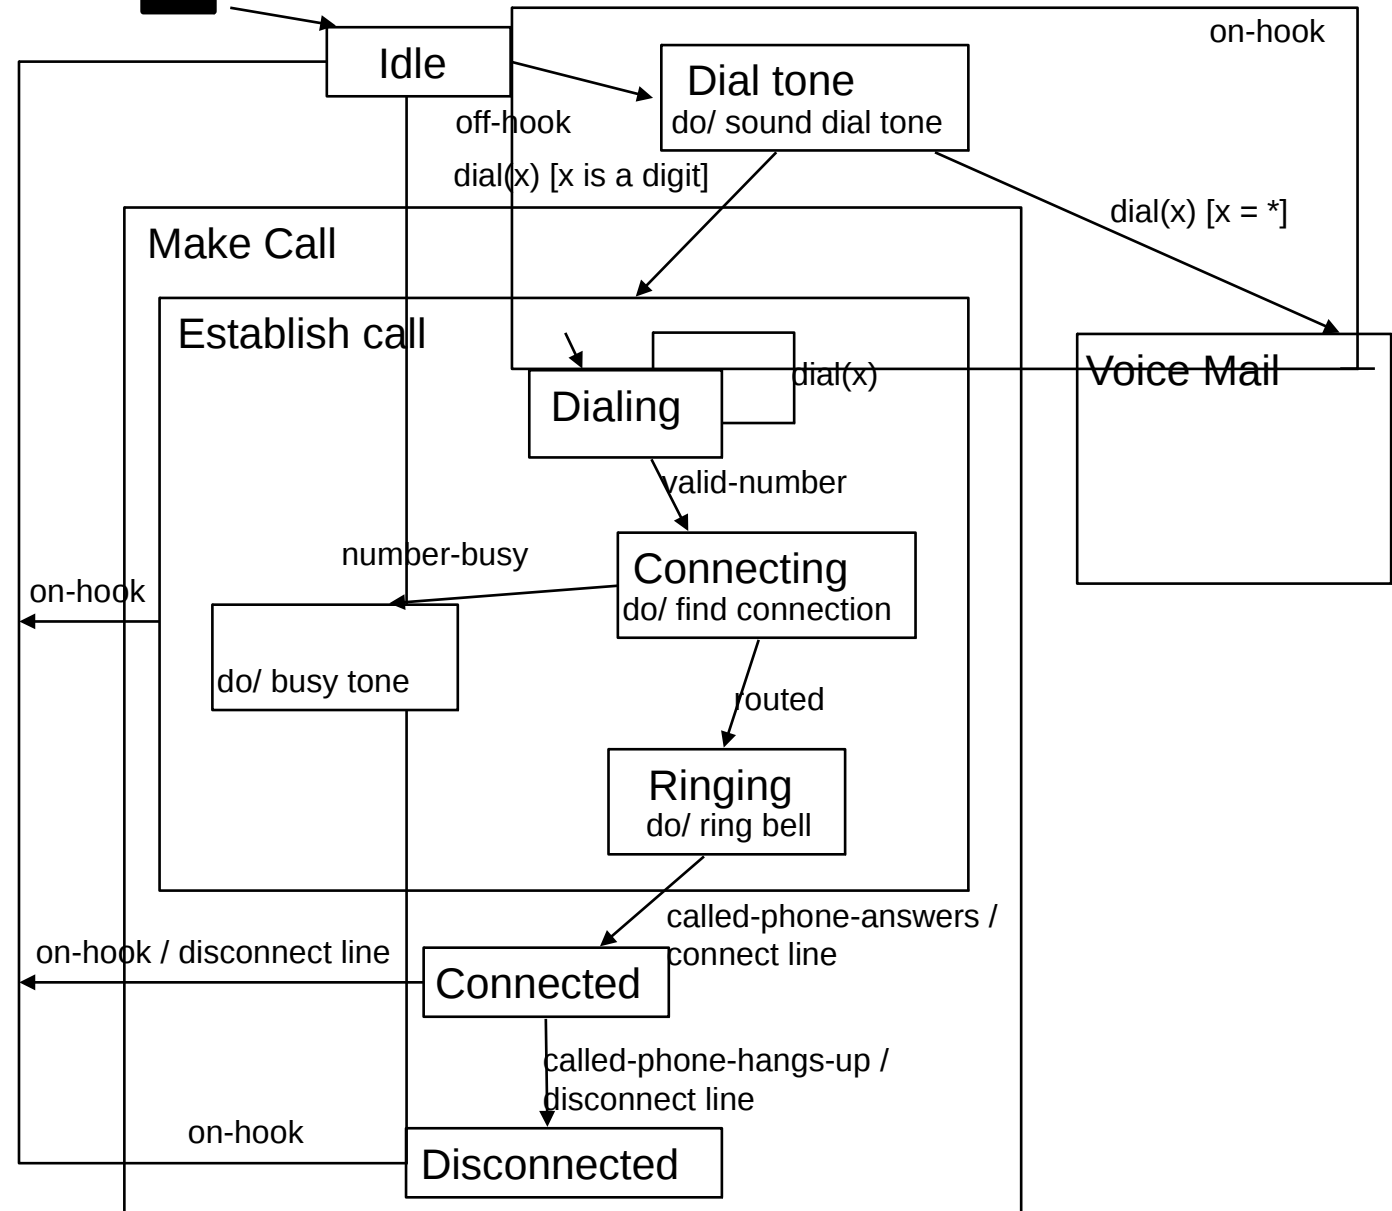 on-hook
Idle
Dial tone
do/ sound dial tone
off-hook
dial(x) [x is a digit]
dial(x) [x = *]
Make Call
Establish call
Voice Mail
dial(x)
Dialing
valid-number
number-busy
Connecting
do/ find connection
on-hook
do/ busy tone
routed
Ringing
do/ ring bell
called-phone-answers /
connect line
on-hook / disconnect line
Connected
called-phone-hangs-up /
disconnect line
on-hook
Disconnected